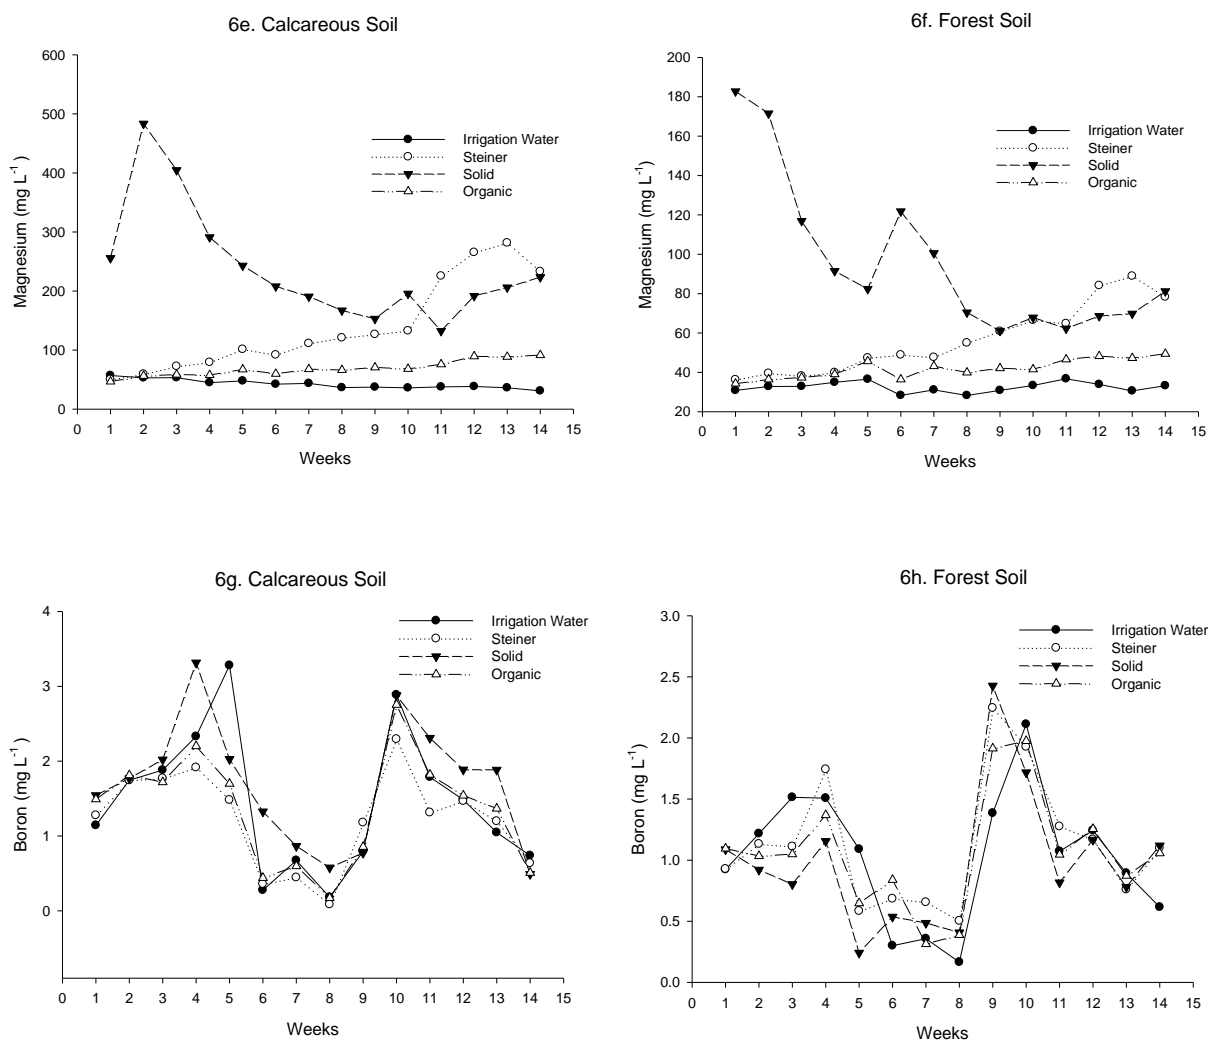 6e. Calcareous Soil
Magnesium (mg L⁻¹ )
600
500
400
300
200
100
0
Irrigation Water
Steiner
Solid
Organic
0 1 2 3 4 5 6 7 8 9 10 11 12 13 14 15
Weeks
6f. Forest Soil
Magnesium (mg L⁻¹ )
200
180
160
140
120
100
80
60
40
20
Irrigation Water
Steiner
Solid
Organic
0 1 2 3 4 5 6 7 8 9 10 11 12 13 14 15
Weeks
6g. Calcareous Soil
Boron (mg L⁻¹ )
4
3
2
1
0
Irrigation Water
Steiner
Solid
Organic
0 1 2 3 4 5 6 7 8 9 10 11 12 13 14 15
Weeks
6h. Forest Soil
Boron (mg L⁻¹)
3.0
2.5
2.0
1.5
1.0
0.5
0.0
Irrigation Water
Steiner
Solid
Organic
0 1 2 3 4 5 6 7 8 9 10 11 12 13 14 15
Weeks